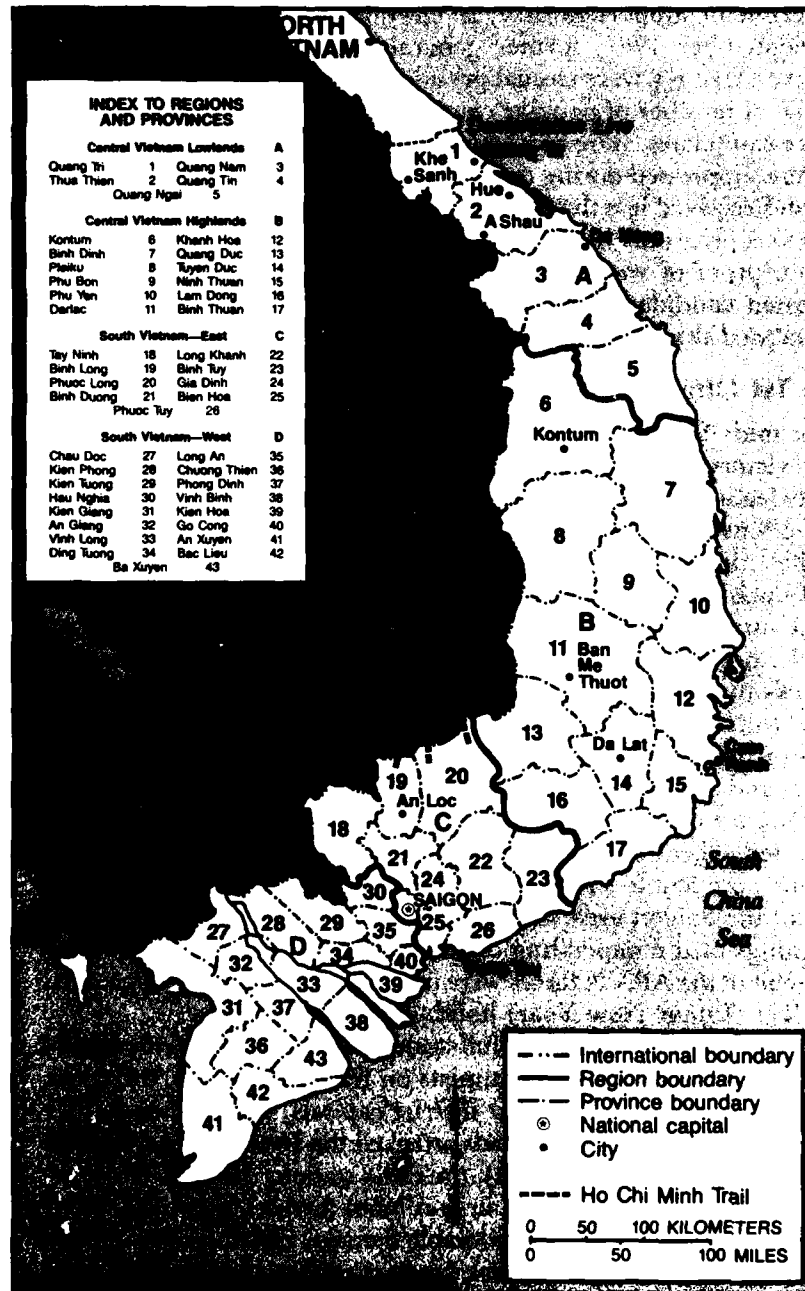 ORTH
TNAM
INDEX TO REGIONS
AND PROVINCES
Central Vietnam Lowlands A
Quang Tri 1 Quang Nam 3
Thua Thien 2 Quang Tin 4
Quang Ngai 5
Central Vietnam Highlands B
Kontum 6 Khanh Hoa 12
Binh Dinh 7 Quang Duc 13
Pleiku 8 Tuyen Duc 14
Phu Bon 9 Ninh Thuan 15
Phu Yen 10 Lam Dong 16
Darlac 11 Binh Thuan 17
South Vietnam—East C
Tay Ninh 18 Long Khanh 22
Binh Long 19 Binh Tuy 23
Phuoc Long 20 Gia Dinh 24
Binh Duong 21 Bien Hoa 25
Phuoc Tuy 26
South Vietnam—West D
Chau Doc 27 Long An 35
Kien Phong 28 Chuong Thien 36
Kien Tuong 29 Phong Dinh 37
Hau Nghia 30 Vinh Binh 38
Kien Giang 31 Kien Hoa 39
An Giang 32 Go Cong 40
Vinh Long 33 An Xuyen 41
Ding Tuong 34 Bac Lieu 42
Ba Xuyen 43
Khe 1
Sanh
Hue
2
A Shau
Da Nang
3 A
4
5
6
Kontum
7
8
9
10
B
11 Ban
Me
Thuot
12
13
Da Lat
14
15
16
17
19
20
An Loc
C
18
21
22
24
23
30
SAIGON
25
26
27
28
29
35
D
34
40
32
33
39
31
37
38
36
43
42
41
South
China
Sea
International boundary
Region boundary
Province boundary
National capital
City
Ho Chi Minh Trail
0 50 100 KILOMETERS
0 50 100 MILES